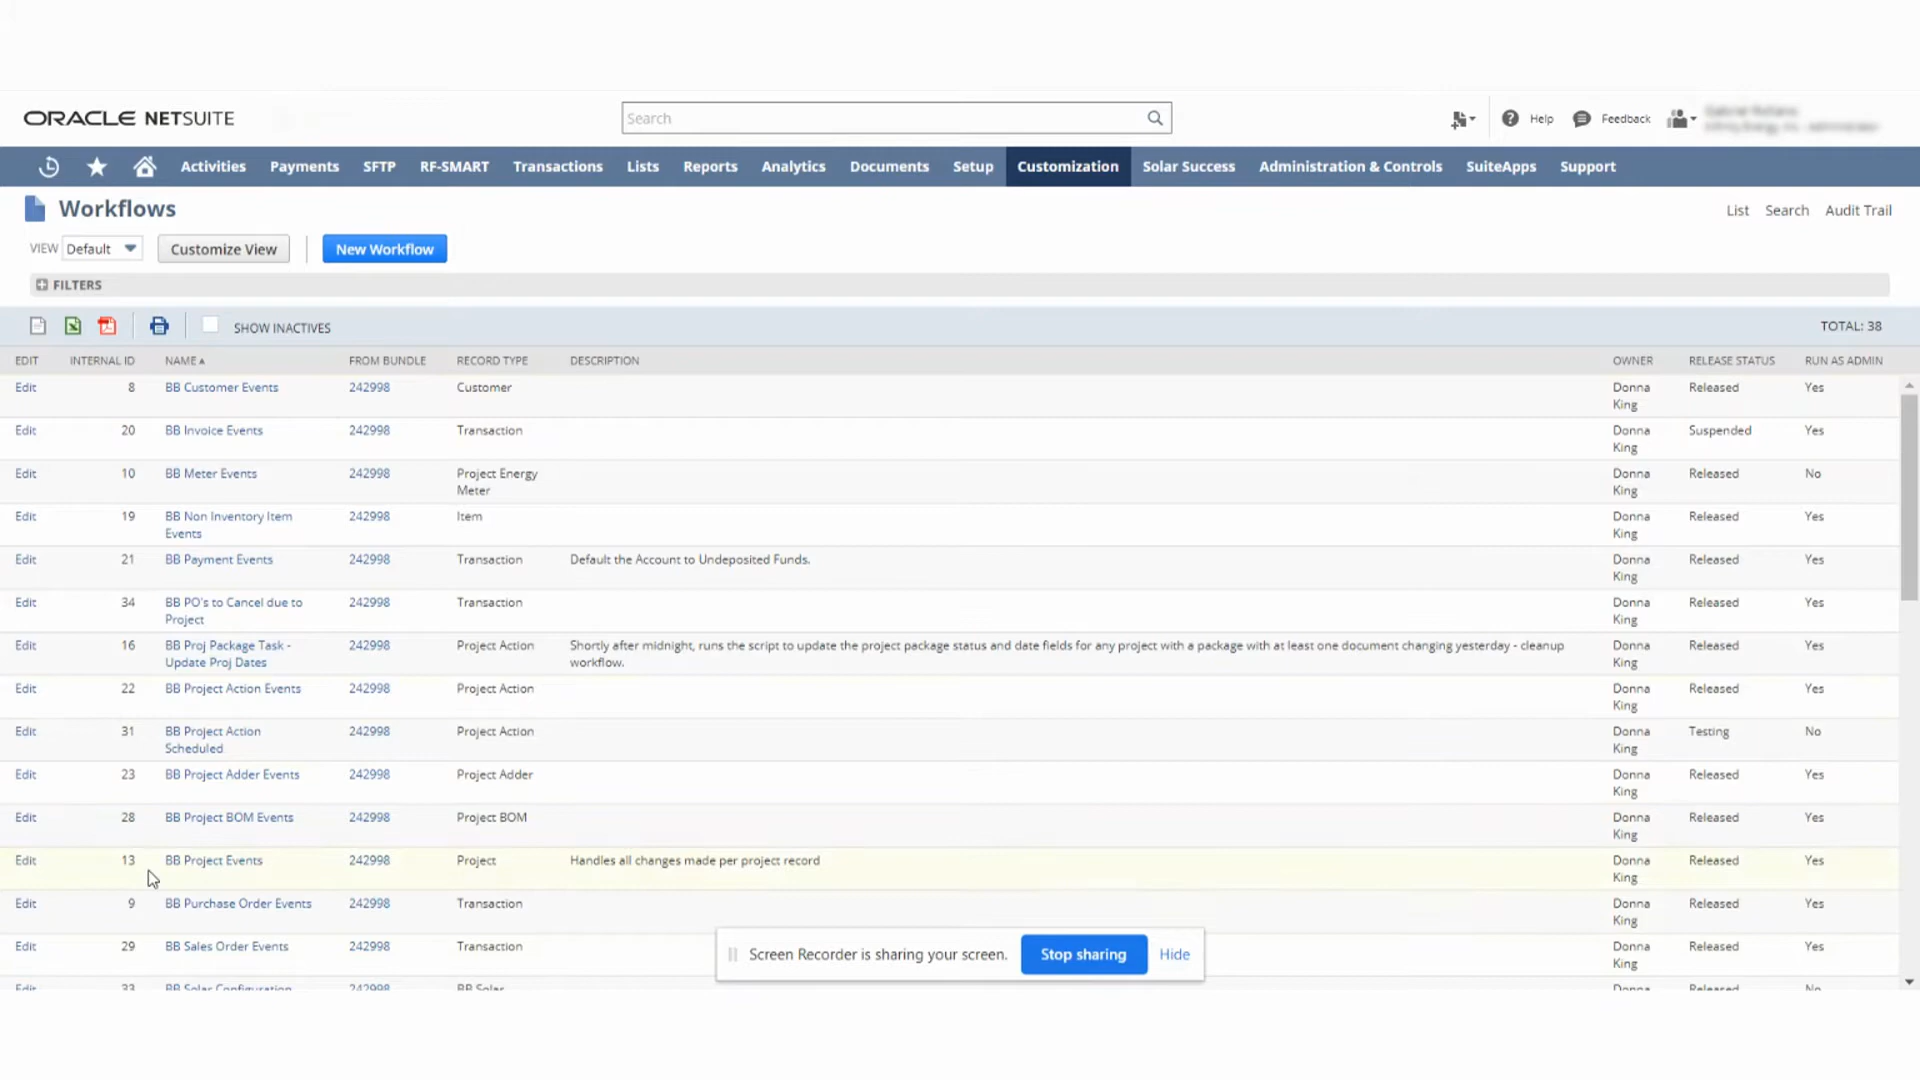 ORACLE NETSUITE
Search
Help
Feedback
Activities Payments SFTP RF-SMART Transactions Lists Reports Analytics Documents Setup Customization Solar Success Administration & Controls SuiteApps Support
Workflows
List Search Audit Trail
VIEW Default Customize View New Workflow
FILTERS
SHOW INACTIVES
TOTAL: 38
EDIT INTERNAL ID NAME FROM BUNDLE RECORD TYPE DESCRIPTION OWNER RELEASE STATUS RUN AS ADMIN
Edit 8 BB Customer Events 242998 Customer Donna Released Yes
King
Edit 20 BB Invoice Events 242998 Transaction Donna Suspended Yes
King
Edit 10 BB Meter Events 242998 Project Energy Donna Released No
Meter King
Edit 19 BB Non Inventory Item 242998 Item Donna Released Yes
Events King
Edit 21 BB Payment Events 242998 Transaction Default the Account to Undeposited Funds. Donna Released Yes
King
Edit 34 BB PO's to Cancel due to 242998 Transaction Donna Released Yes
Project King
Edit 16 BB Proj Package Task - 242998 Project Action Shortly after midnight, runs the script to update the project package status and date fields for any project with a package with at least one document changing yesterday - cleanup Donna Released Yes
Update Proj Dates workflow. King
Edit 22 BB Project Action Events 242998 Project Action Donna Released Yes
King
Edit 31 BB Project Action 242998 Project Action Donna Testing No
Scheduled King
Edit 23 BB Project Adder Events 242998 Project Adder Donna Released Yes
King
Edit 28 BB Project BOM Events 242998 Project BOM Donna Released Yes
King
Edit 13 BB Project Events 242998 Project Handles all changes made per project record Donna Released Yes
King
Edit 9 BB Purchase Order Events 242998 Transaction Donna Released Yes
King
Edit 29 BB Sales Order Events 242998 Transaction Donna Released Yes
King
Edit 33 BB Solar Configuration 242998 BB Solar Donna Released No
Screen Recorder is sharing your screen. Stop sharing Hide